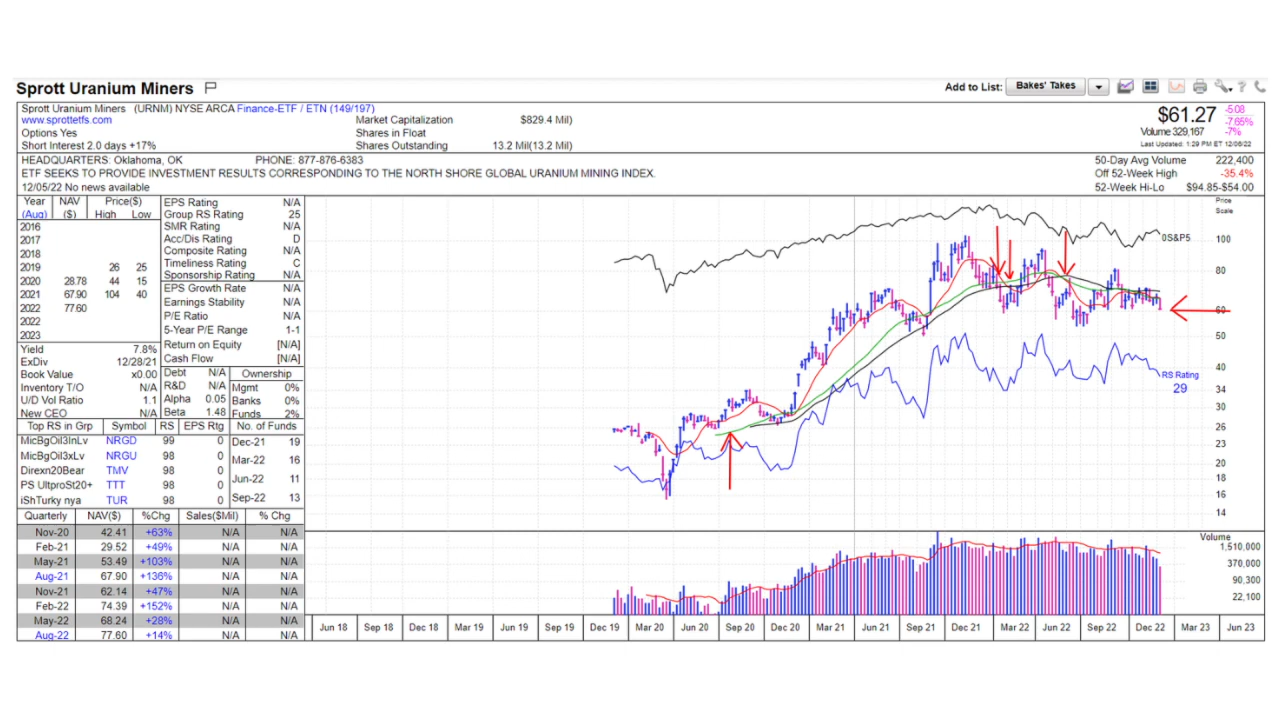 Sprott Uranium Miners
Add to List: Bakes' Takes
Sprott Uranium Miners (URNM) NYSE ARCA Finance-ETF / ETN (149/197)
www.sprottetfs.com
Options Yes
Short Interest 2.0 days +17%
Market Capitalization $829.4 Mil)
Shares in Float
Shares Outstanding 13.2 Mil(13.2 Mil)
$61.27 -5.08
-7.66%
Volume 329,167 -7%
Last Updated: 1:29 PM ET 12/06/22
HEADQUARTERS: Oklahoma, OK PHONE: 877-876-6383
ETF SEEKS TO PROVIDE INVESTMENT RESULTS CORRESPONDING TO THE NORTH SHORE GLOBAL URANIUM MINING INDEX.
12/05/22 No news available
50-Day Avg Volume 222,400
Off 52-Week High -35.4%
52-Week Hi-Lo $94.85-$54.00
Year NAV Price($)
(Aug) ($) High Low
2016
2017
2018
2019 26 25
2020 28.78 44 15
2021 67.90 104 40
2022 77.60
2022
2023
EPS Rating N/A
Group RS Rating 25
SMR Rating N/A
Acc/Dis Rating D
Composite Rating N/A
Timeliness Rating C
Sponsorship Rating N/A
EPS Growth Rate N/A
Earnings Stability N/A
P/E Ratio N/A
5-Year P/E Range 1-1
Return on Equity [N/A]
Cash Flow [N/A]
Yield 7.8%
ExDiv 12/28/21
Book Value x0.00
Inventory T/O N/A
U/D Vol Ratio 1.1
New CEO N/A
Debt N/A
R&D N/A
Alpha 0.05
Beta 1.48
Ownership
Mgmt 0%
Banks 0%
Funds 2%
Top RS in Grp Symbol RS EPS Rtg
MicBgOil3InLv NRGD 99 0
MicBgOil3xLv NRGU 98 0
Direxn20Bear TMV 98 0
PS UltproSt20+ TTT 98 0
iShTurky nya TUR 98 0
No. of Funds
Dec-21 19
Mar-22 16
Jun-22 11
Sep-22 13
Quarterly NAV($) %Chg Sales($Mil) % Chg
Nov-20 42.41 +63% N/A N/A
Feb-21 29.52 +49% N/A N/A
May-21 53.49 +103% N/A N/A
Aug-21 67.90 +136% N/A N/A
Nov-21 62.14 +47% N/A N/A
Feb-22 74.39 +152% N/A N/A
May-22 68.24 +28% N/A N/A
Aug-22 77.60 +14% N/A N/A
Price
Scale
0S&P5
100
80
60
50
40
34
30
26
23
20
18
16
14
RS Rating
29
Volume
1,510,000
370,000
90,300
22,100
Jun 18 Sep 18 Dec 18 Mar 19 Jun 19 Sep 19 Dec 19 Mar 20 Jun 20 Sep 20 Dec 20 Mar 21 Jun 21 Sep 21 Dec 21 Mar 22 Jun 22 Sep 22 Dec 22 Mar 23 Jun 23